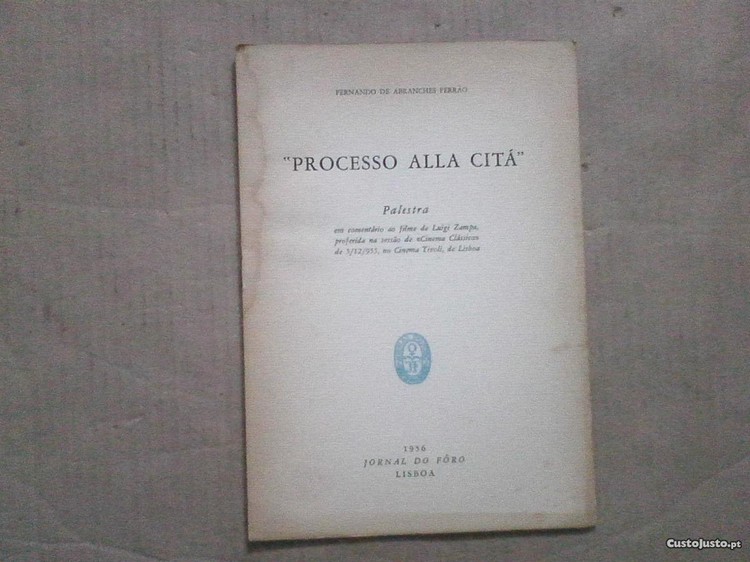 FERNANDO DE ABRANCHES FERRÃO
"PROCESSO ALLA CITÁ"
Palestra
em comentário ao filme de Luigi Zampa,
proferida na sessão de «Cinema Clássico»
de 3/12/955, no Cinema Tivoli, de Lisboa
1956
JORNAL DO FÔRO
LISBOA
CustoJusto.pt